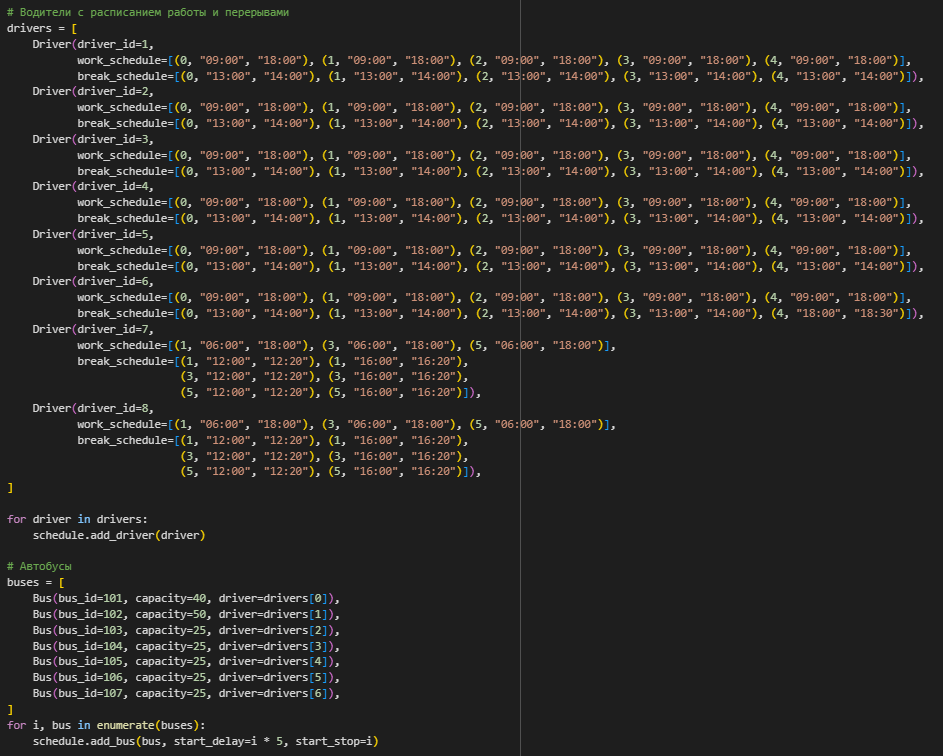 # Водители с расписанием работы и перерывами
drivers = [
    Driver(driver_id=1,
           work_schedule=[(0, "09:00", "18:00"), (1, "09:00", "18:00"), (2, "09:00", "18:00"), (3, "09:00", "18:00"), (4, "09:00", "18:00")],
           break_schedule=[(0, "13:00", "14:00"), (1, "13:00", "14:00"), (2, "13:00", "14:00"), (3, "13:00", "14:00"), (4, "13:00", "14:00")]),
    Driver(driver_id=2,
           work_schedule=[(0, "09:00", "18:00"), (1, "09:00", "18:00"), (2, "09:00", "18:00"), (3, "09:00", "18:00"), (4, "09:00", "18:00")],
           break_schedule=[(0, "13:00", "14:00"), (1, "13:00", "14:00"), (2, "13:00", "14:00"), (3, "13:00", "14:00"), (4, "13:00", "14:00")]),
    Driver(driver_id=3,
           work_schedule=[(0, "09:00", "18:00"), (1, "09:00", "18:00"), (2, "09:00", "18:00"), (3, "09:00", "18:00"), (4, "09:00", "18:00")],
           break_schedule=[(0, "13:00", "14:00"), (1, "13:00", "14:00"), (2, "13:00", "14:00"), (3, "13:00", "14:00"), (4, "13:00", "14:00")]),
    Driver(driver_id=4,
           work_schedule=[(0, "09:00", "18:00"), (1, "09:00", "18:00"), (2, "09:00", "18:00"), (3, "09:00", "18:00"), (4, "09:00", "18:00")],
           break_schedule=[(0, "13:00", "14:00"), (1, "13:00", "14:00"), (2, "13:00", "14:00"), (3, "13:00", "14:00"), (4, "13:00", "14:00")]),
    Driver(driver_id=5,
           work_schedule=[(0, "09:00", "18:00"), (1, "09:00", "18:00"), (2, "09:00", "18:00"), (3, "09:00", "18:00"), (4, "09:00", "18:00")],
           break_schedule=[(0, "13:00", "14:00"), (1, "13:00", "14:00"), (2, "13:00", "14:00"), (3, "13:00", "14:00"), (4, "13:00", "14:00")]),
    Driver(driver_id=6,
           work_schedule=[(0, "09:00", "18:00"), (1, "09:00", "18:00"), (2, "09:00", "18:00"), (3, "09:00", "18:00"), (4, "09:00", "18:00")],
           break_schedule=[(0, "13:00", "14:00"), (1, "13:00", "14:00"), (2, "13:00", "14:00"), (3, "13:00", "14:00"), (4, "18:00", "18:30")]),
    Driver(driver_id=7,
           work_schedule=[(1, "06:00", "18:00"), (3, "06:00", "18:00"), (5, "06:00", "18:00")],
           break_schedule=[(1, "12:00", "12:20"), (1, "16:00", "16:20"),
                           (3, "12:00", "12:20"), (3, "16:00", "16:20"),
                           (5, "12:00", "12:20"), (5, "16:00", "16:20")]),
    Driver(driver_id=8,
           work_schedule=[(1, "06:00", "18:00"), (3, "06:00", "18:00"), (5, "06:00", "18:00")],
           break_schedule=[(1, "12:00", "12:20"), (1, "16:00", "16:20"),
                           (3, "12:00", "12:20"), (3, "16:00", "16:20"),
                           (5, "12:00", "12:20"), (5, "16:00", "16:20")]),
]

for driver in drivers:
    schedule.add_driver(driver)

# Автобусы
buses = [
    Bus(bus_id=101, capacity=40, driver=drivers[0]),
    Bus(bus_id=102, capacity=50, driver=drivers[1]),
    Bus(bus_id=103, capacity=25, driver=drivers[2]),
    Bus(bus_id=104, capacity=25, driver=drivers[3]),
    Bus(bus_id=105, capacity=25, driver=drivers[4]),
    Bus(bus_id=106, capacity=25, driver=drivers[5]),
    Bus(bus_id=107, capacity=25, driver=drivers[6]),
]
for i, bus in enumerate(buses):
    schedule.add_bus(bus, start_delay=i * 5, start_stop=i)